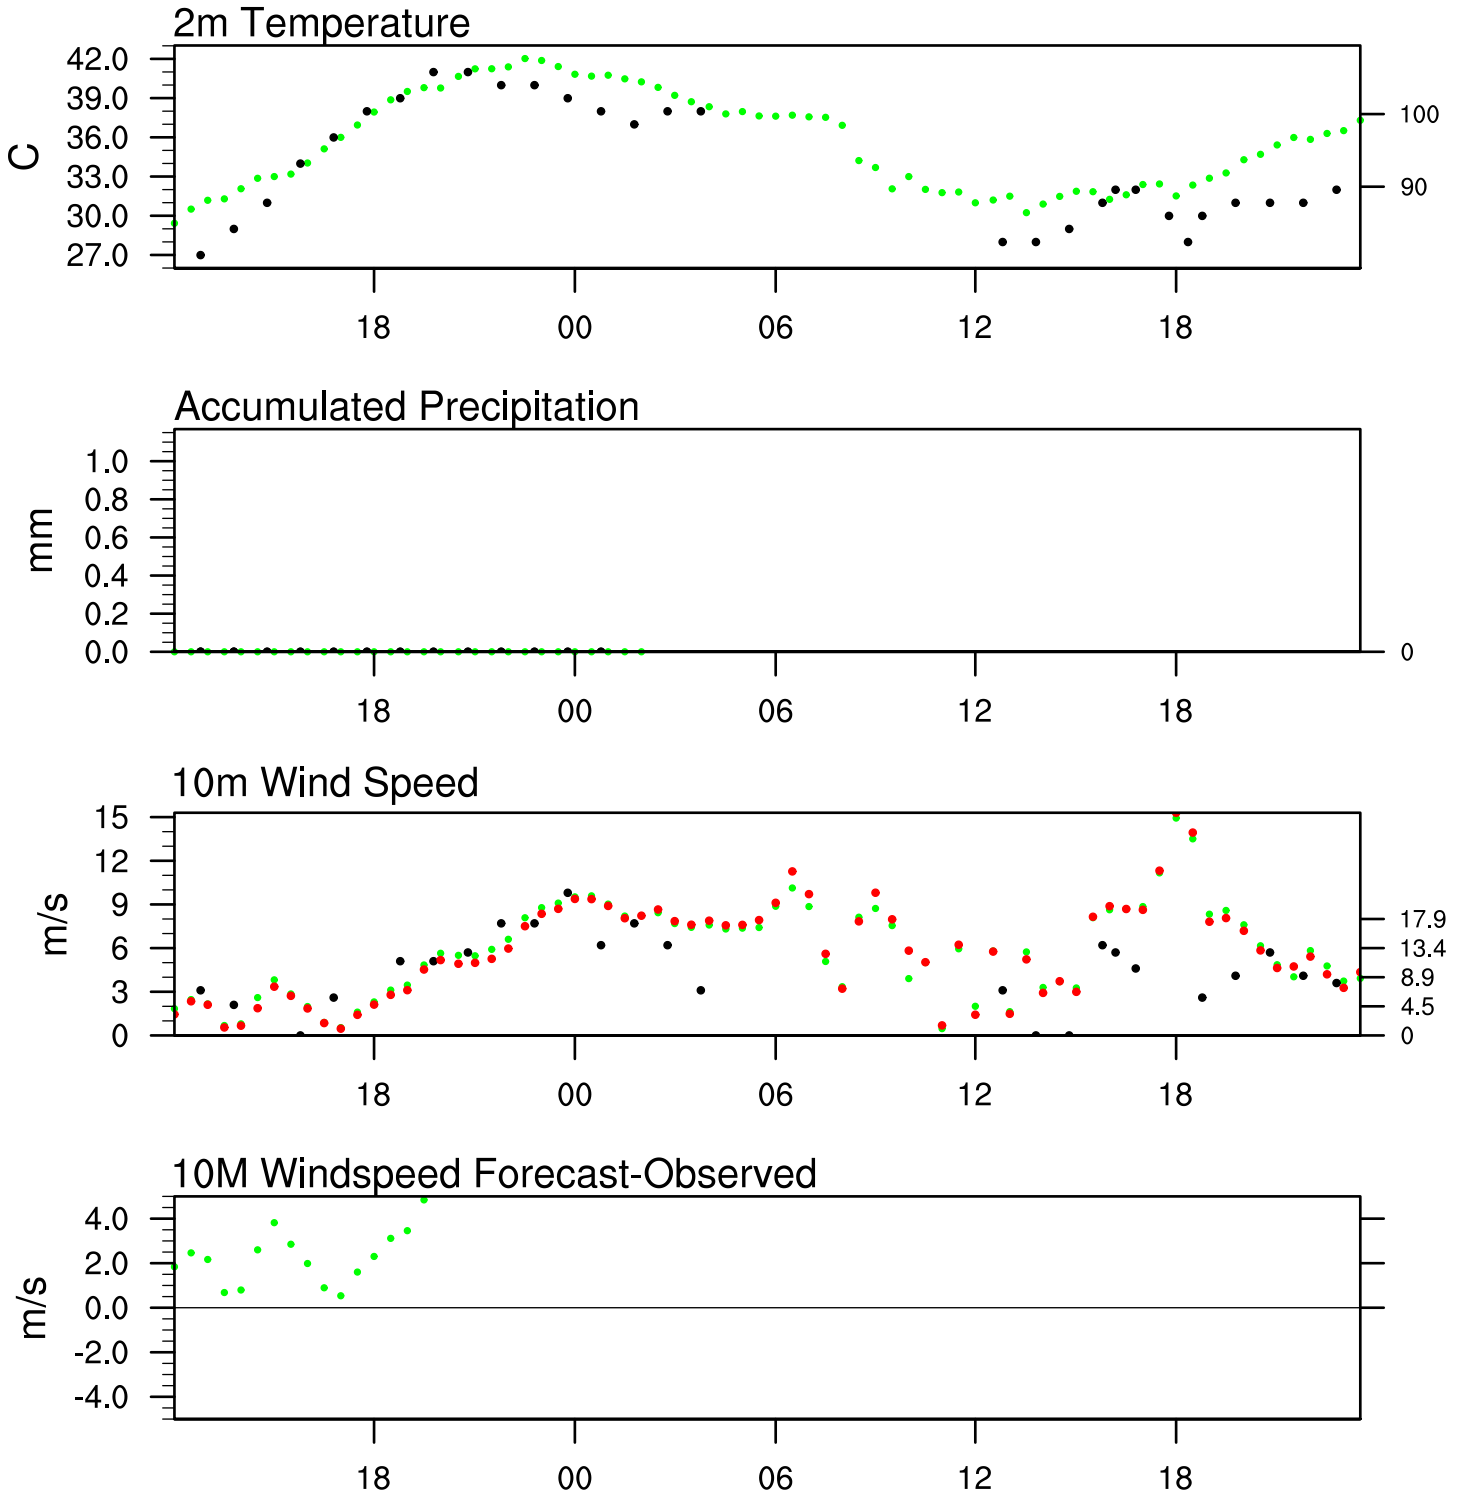 2m Temperature
42.0
39.0
36.0
33.0
30.0
27.0
C
100
90
18 00 06 12 18
Accumulated Precipitation
1.0
0.8
0.6
0.4
0.2
0.0
mm
0
18 00 06 12 18
10m Wind Speed
15
12
9
6
3
0
m/s
17.9
13.4
8.9
4.5
0
18 00 06 12 18
10M Windspeed Forecast-Observed
4.0
2.0
0.0
-2.0
-4.0
m/s
18 00 06 12 18